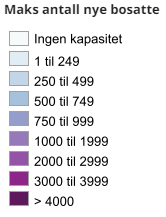 Maks antall nye bosatte
Ingen kapasitet
1 til 249
250 til 499
500 til 749
750 til 999
1000 til 1999
2000 til 2999
3000 til 3999
> 4000